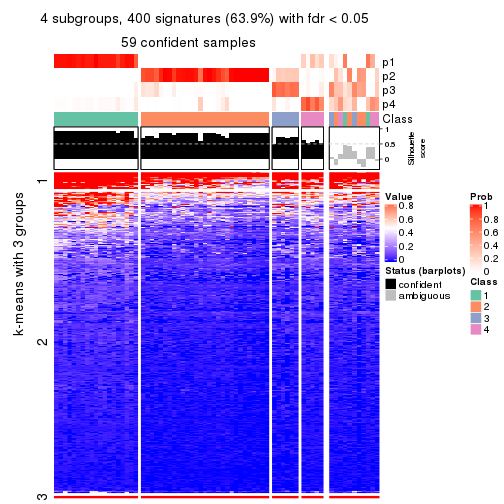 4 subgroups, 400 signatures (63.9%) with fdr < 0.05
59 confident samples
p1
p2
p3
p4
Class
1
0.5
0
Silhouette
score
k-means with 3 groups
1
2
3
Value
0.8
0.6
0.4
0.2
0
Status (barplots)
confident
ambiguous
Prob
1
0.8
0.6
0.4
0.2
0
Class
1
2
3
4